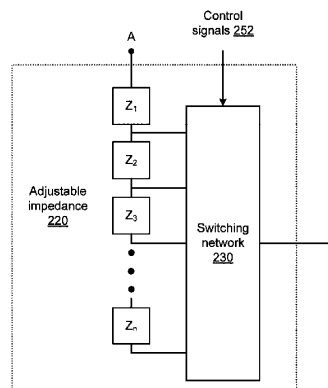 A
Control
signals 252
Z1
Z2
Adjustable
impedance
220
Z3
Switching
network
230
Zn